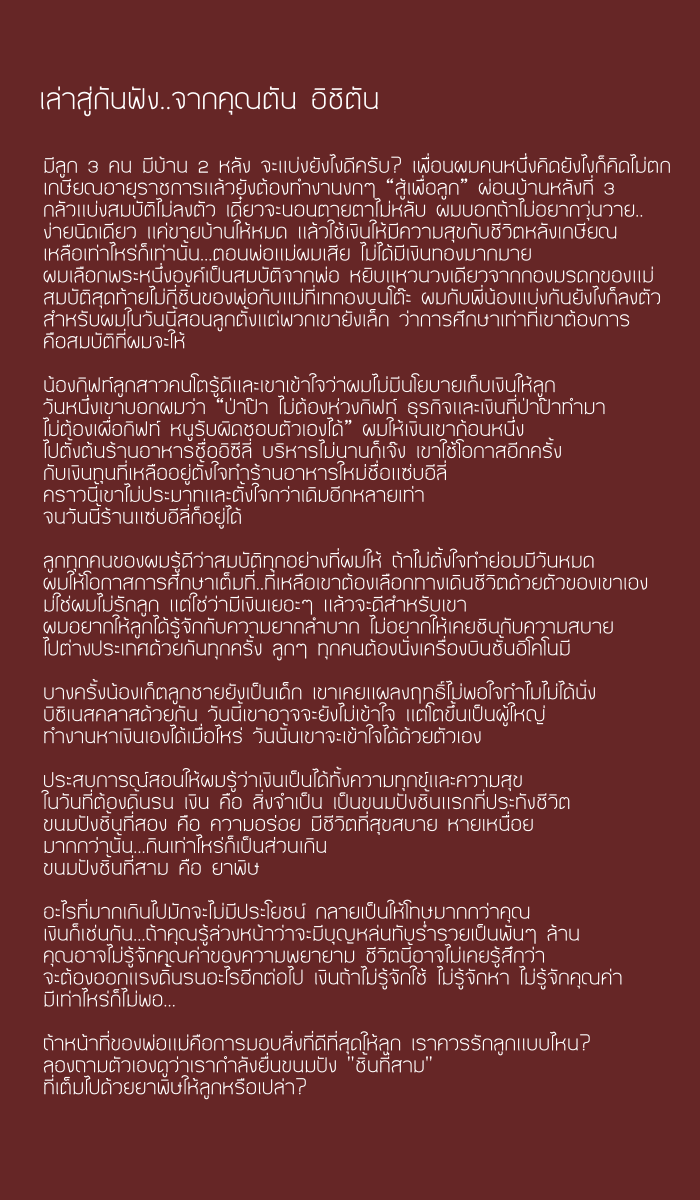 เล่าสู่กันฟัง..จากคุณตัน อิชิตัน
มีลูก 3 คน มีบ้าน 2 หลัง จะแบ่งยังไงดีครับ? เพื่อนผมคนหนึ่งคิดยังไงก็คิดไม่ตก
เกษียณอายุราชการแล้วยังต้องทำงานงกๆ “สู้เพื่อลูก” ผ่อนบ้านหลังที่ 3
กลัวแบ่งสมบัติไม่ลงตัว เดี๋ยวจะนอนตายตาไม่หลับ ผมบอกถ้าไม่อยากวุ่นวาย..
ง่ายนิดเดียว แค่ขายบ้านให้หมด แล้วใช้เงินให้มีความสุขกับชีวิตหลังเกษียณ
เหลือเท่าไหร่ก็เท่านั้น...ตอนพ่อแม่ผมเสีย ไม่ได้มีเงินทองมากมาย
ผมเลือกพระหนึ่งองค์เป็นสมบัติจากพ่อ หยิบแหวนวงเดียวจากกองมรดกของแม่
สมบัติสุดท้ายไม่กี่ชิ้นของพ่อกับแม่ที่เทกองบนโต๊ะ ผมกับพี่น้องแบ่งกันยังไงก็ลงตัว
สำหรับผมในวันนี้สอนลูกตั้งแต่พวกเขายังเล็ก ว่าการศึกษาเท่าที่เขาต้องการ
คือสมบัติที่ผมจะให้
น้องกิฟท์ลูกสาวคนโตรู้ดีและเขาเข้าใจว่าผมไม่มีนโยบายเก็บเงินให้ลูก
วันหนึ่งเขาบอกผมว่า “ป่าป๊า ไม่ต้องห่วงกิฟท์ ธุรกิจและเงินที่ป่าป๊าทำมา
ไม่ต้องเผื่อกิฟท์ หนูรับผิดชอบตัวเองได้” ผมให้เงินเขาก้อนหนึ่ง
ไปตั้งต้นร้านอาหารชื่ออิซีลี่ บริหารไม่นานก็เจ๊ง เขาใช้โอกาสอีกครั้ง
กับเงินทุนที่เหลืออยู่ตั้งใจทำร้านอาหารใหม่ชื่อแซ่บอีลี่
คราวนี้เขาไม่ประมาทและตั้งใจกว่าเดิมอีกหลายเท่า
จนวันนี้ร้านแซ่บอีลี่ก็อยู่ได้
ลูกทุกคนของผมรู้ดีว่าสมบัติทุกอย่างที่ผมให้ ถ้าไม่ตั้งใจทำย่อมมีวันหมด
ผมให้โอกาสการศึกษาเต็มที่..ที่เหลือเขาต้องเลือกทางเดินชีวิตด้วยตัวของเขาเอง
ม่ใช่ผมไม่รักลูก แต่ใช่ว่ามีเงินเยอะๆ แล้วจะดีสำหรับเขา
ผมอยากให้ลูกได้รู้จักกับความยากลำบาก ไม่อยากให้เคยชินกับความสบาย
ไปต่างประเทศด้วยกันทุกครั้ง ลูกๆ ทุกคนต้องนั่งเครื่องบินชั้นอีโคโนมี
บางครั้งน้องเก็ตลูกชายยังเป็นเด็ก เขาเคยแผลงฤทธิ์ไม่พอใจทำไมไม่ได้นั่ง
บิซิเนสคลาสด้วยกัน วันนี้เขาอาจจะยังไม่เข้าใจ แต่โตขึ้นเป็นผู้ใหญ่
ทำงานหาเงินเองได้เมื่อไหร่ วันนั้นเขาจะเข้าใจได้ด้วยตัวเอง
ประสบการณ์สอนให้ผมรู้ว่าเงินเป็นได้ทั้งความทุกข์และความสุข
ในวันที่ต้องดิ้นรน เงิน คือ สิ่งจำเป็น เป็นขนมปังชิ้นแรกที่ประทังชีวิต
ขนมปังชิ้นที่สอง คือ ความอร่อย มีชีวิตที่สุขสบาย หายเหนื่อย
มากกว่านั้น...กินเท่าไหร่ก็เป็นส่วนเกิน
ขนมปังชิ้นที่สาม คือ ยาพิษ
อะไรที่มากเกินไปมักจะไม่มีประโยชน์ กลายเป็นให้โทษมากกว่าคุณ
เงินก็เช่นกัน...ถ้าคุณรู้ล่วงหน้าว่าจะมีบุญหล่นทับร่ำรวยเป็นพันๆ ล้าน
คุณอาจไม่รู้จักคุณค่าของความพยายาม ชีวิตนี้อาจไม่เคยรู้สึกว่า
จะต้องออกแรงดิ้นรนอะไรอีกต่อไป เงินถ้าไม่รู้จักใช้ ไม่รู้จักหา ไม่รู้จักคุณค่า
มีเท่าไหร่ก็ไม่พอ...
ถ้าหน้าที่ของพ่อแม่คือการมอบสิ่งที่ดีที่สุดให้ลูก เราควรรักลูกแบบไหน?
ลองถามตัวเองดูว่าเรากำลังยื่นขนมปัง "ชิ้นที่สาม"
ที่เต็มไปด้วยยาพิษให้ลูกหรือเปล่า?